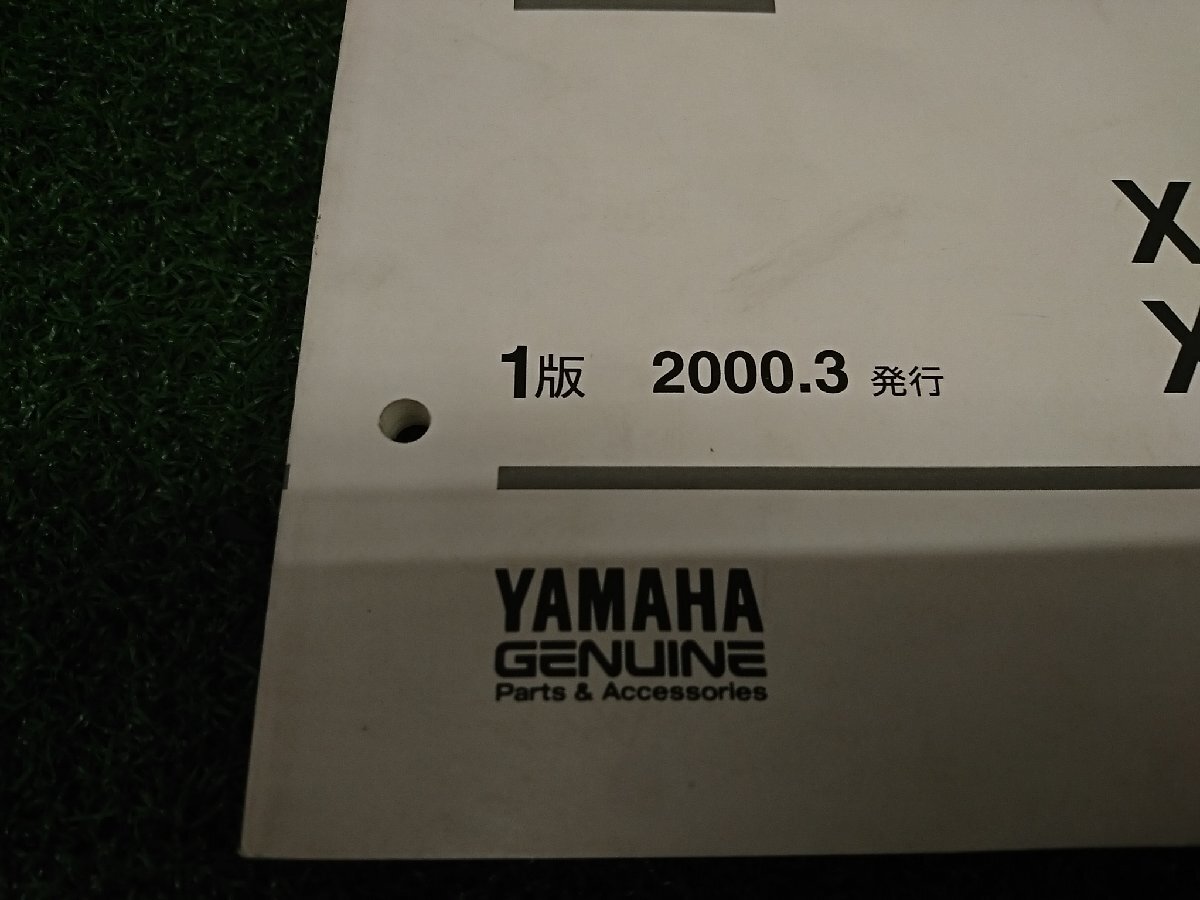 X
Y
1版 2000.3 発行
YAMAHA
GENUINE
Parts & Accessories